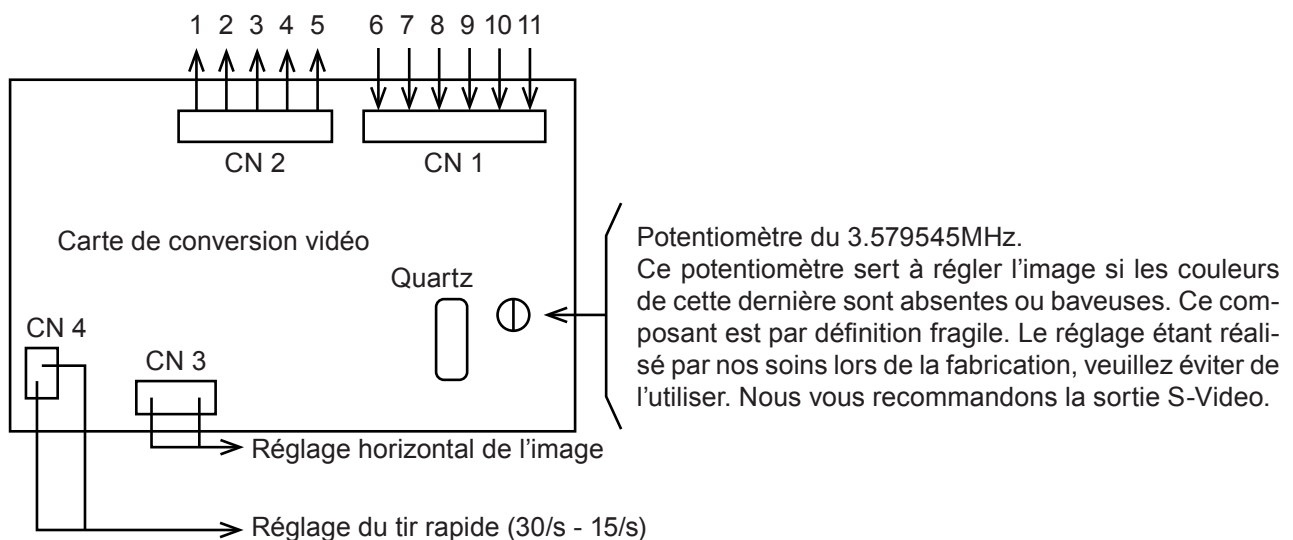 1 2 3 4 5 6 7 8 9 10 11
CN 2 CN 1
Carte de conversion vidéo
Quartz
CN 4
CN 3
Potentiomètre du 3.579545MHz.
Ce potentiomètre sert à régler l'image si les couleurs
de cette dernière sont absentes ou baveuses. Ce com-
posant est par définition fragile. Le réglage étant réali-
sé par nos soins lors de la fabrication, veuillez éviter de
l'utiliser. Nous vous recommandons la sortie S-Video.
Réglage horizontal de l'image
Réglage du tir rapide (30/s - 15/s)